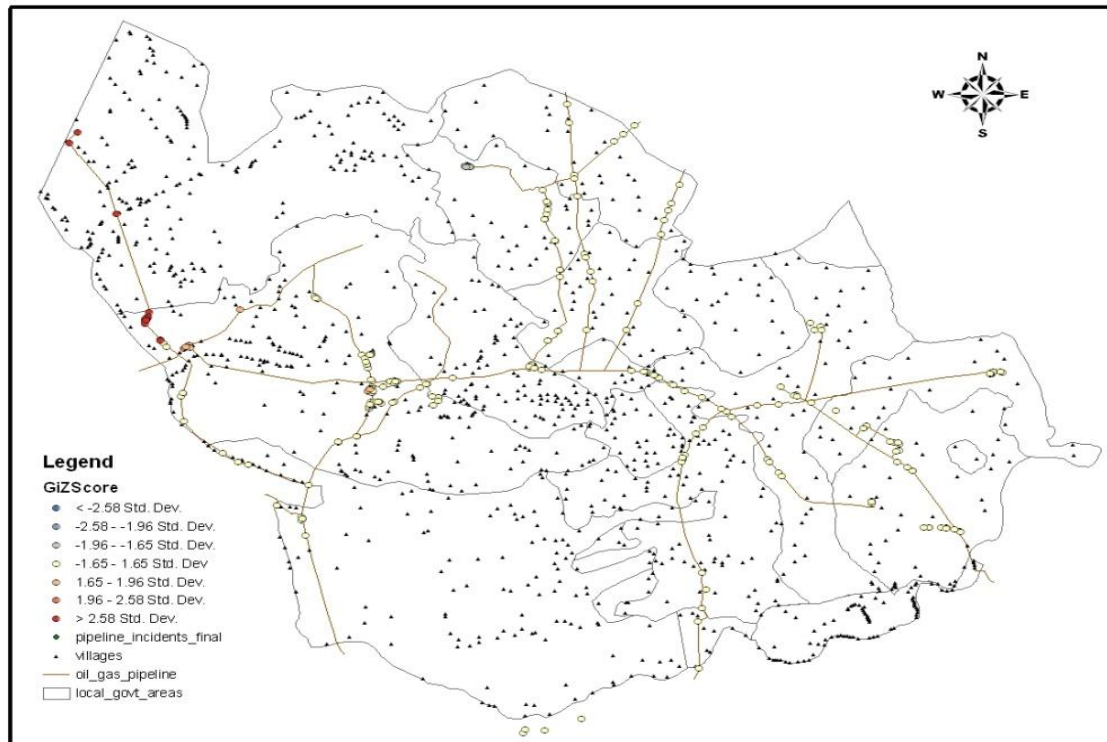 N
W E
S
Legend
GiZScore
< -2.58 Std. Dev.
-2.58 - -1.96 Std. Dev.
-1.96 - -1.65 Std. Dev.
-1.65 - 1.65 Std. Dev
1.65 - 1.96 Std. Dev.
1.96 - 2.58 Std. Dev.
> 2.58 Std. Dev.
pipeline_incidents_final
villages
oil_gas_pipeline
local_govt_areas